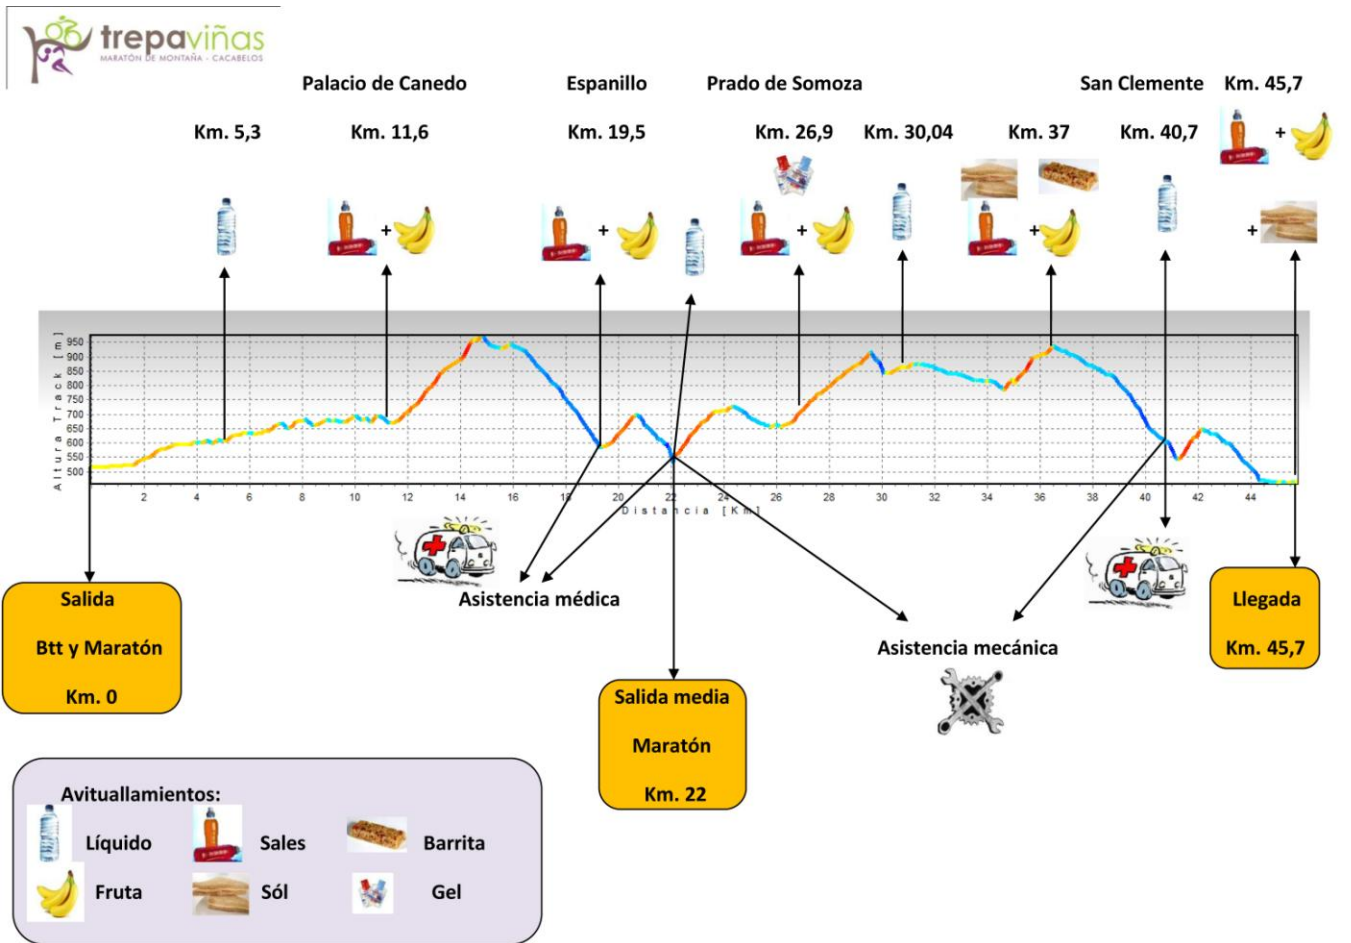 trepaviñas
MARATÓN DE MONTAÑA - CACABELOS
Palacio de Canedo Espanillo Prado de Somoza San Clemente Km. 45,7
Km. 5,3 Km. 11,6 Km. 19,5 Km. 26,9 Km. 30,04 Km. 37 Km. 40,7
+
+ + + +
+
Altura Track [m]
950
900
850
800
750
700
650
600
550
500
2 4 6 8 10 12 14 16 18 20 22 24 26 28 30 32 34 36 38 40 42 44
Distancia [Km]
Asistencia médica
Salida
Btt y Maratón
Km. 0
Llegada
Km. 45,7
Asistencia mecánica
Salida media
Maratón
Km. 22
Avituallamientos:
Líquido Sales Barrita
Fruta Sól Gel